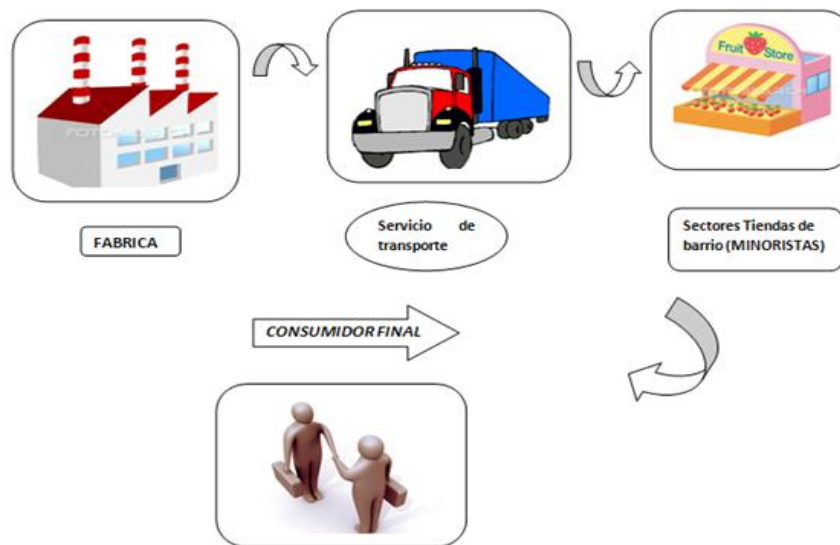 Fruit Store
FABRICA
Servicio de
transporte
Sectores Tiendas de
barrio (MINORISTAS)
CONSUMIDOR FINAL